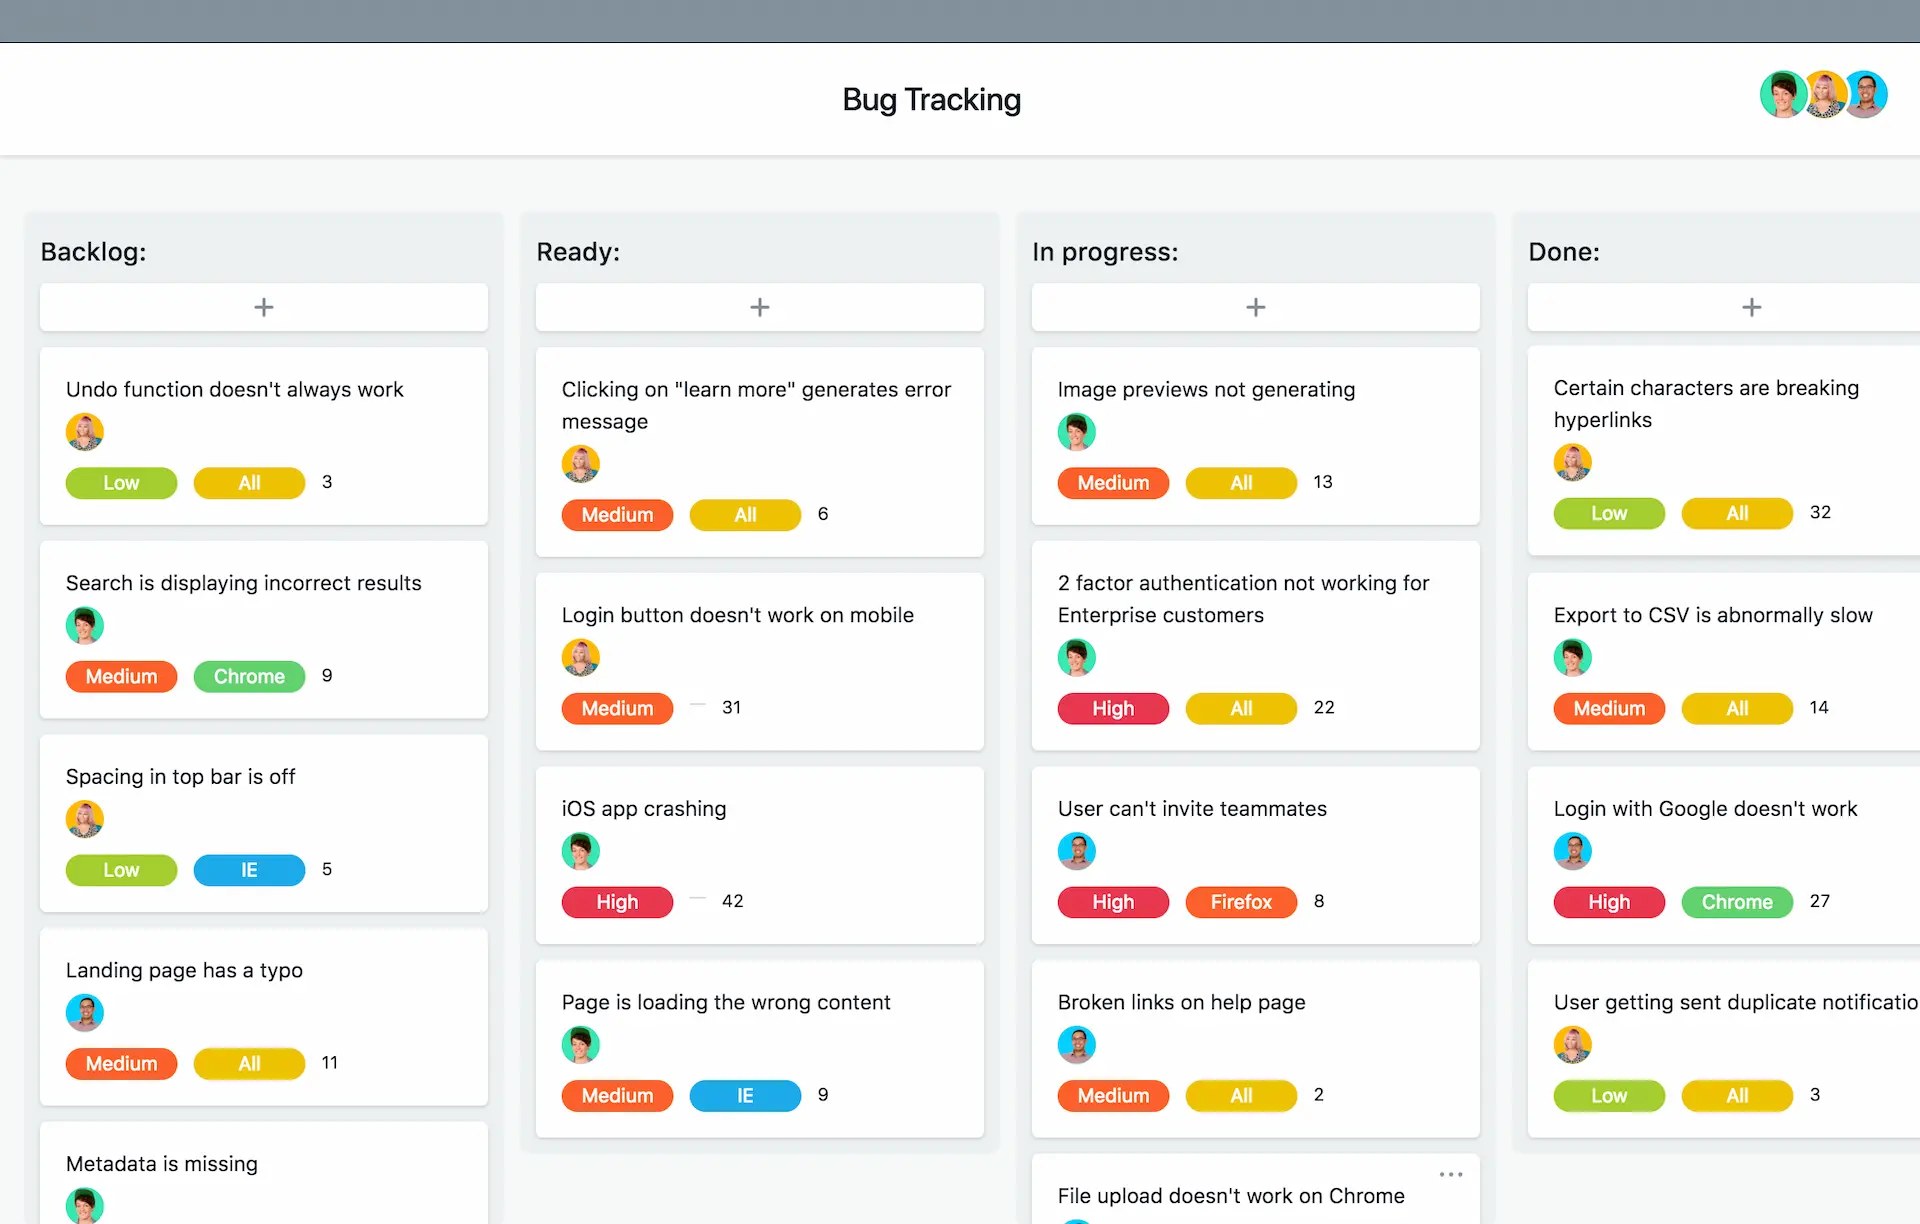 Bug Tracking
Backlog:
+
Undo function doesn't always work
Low All 3
Search is displaying incorrect results
Medium Chrome 9
Spacing in top bar is off
Low IE 5
Landing page has a typo
Medium All 11
Metadata is missing
Ready:
+
Clicking on "learn more" generates error
message
Medium All 6
Login button doesn't work on mobile
Medium — 31
iOS app crashing
High — 42
Page is loading the wrong content
Medium IE 9
In progress:
+
Image previews not generating
Medium All 13
2 factor authentication not working for
Enterprise customers
High All 22
User can't invite teammates
High Firefox 8
Broken links on help page
Medium All 2
File upload doesn't work on Chrome
Done:
+
Certain characters are breaking
hyperlinks
Low All 32
Export to CSV is abnormally slow
Medium All 14
Login with Google doesn't work
High Chrome 27
User getting sent duplicate notificatio
Low All 3